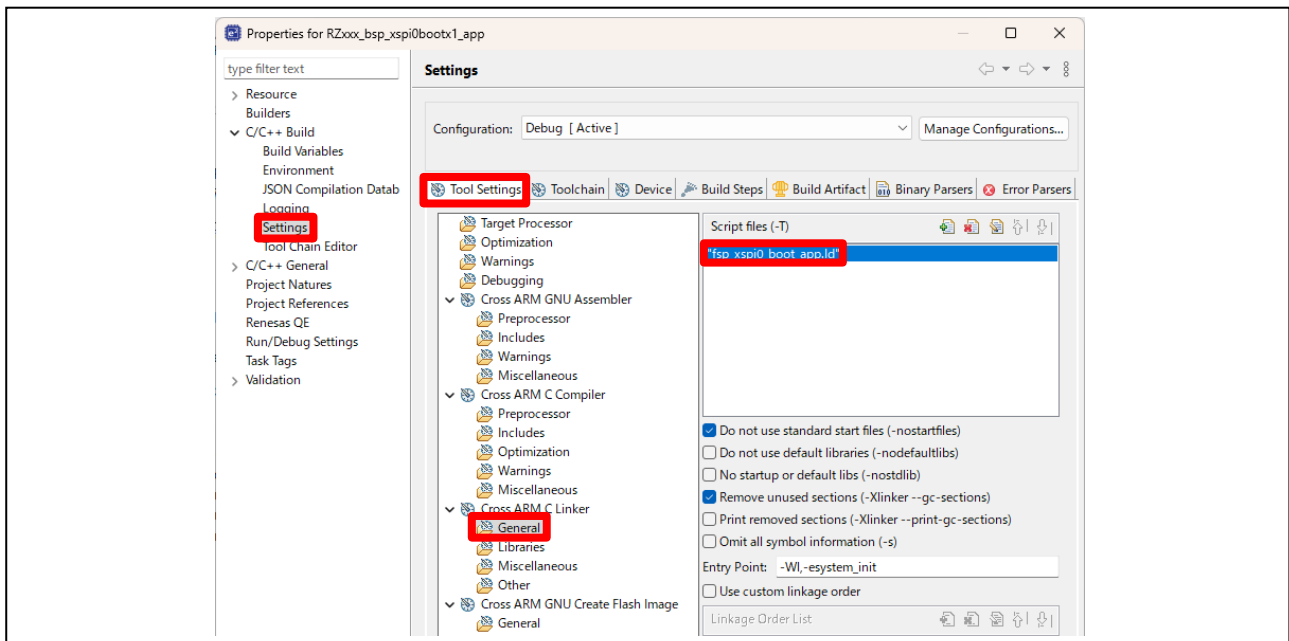 Properties for RZxxx_bsp_xspi0bootx1_app
type filter text
Resource
Builders
C/C++ Build
Build Variables
Environment
JSON Compilation Datab
Logging
Settings
Tool Chain Editor
C/C++ General
Project Natures
Project References
Renesas QE
Run/Debug Settings
Task Tags
Validation
Settings
Configuration: Debug [ Active ] Manage Configurations...
Tool Settings Toolchain Device Build Steps Build Artifact Binary Parsers Error Parsers
Target Processor
Optimization
Warnings
Debugging
Cross ARM GNU Assembler
Preprocessor
Includes
Warnings
Miscellaneous
Cross ARM C Compiler
Preprocessor
Includes
Optimization
Warnings
Miscellaneous
Cross ARM C Linker
General
Libraries
Miscellaneous
Other
Cross ARM GNU Create Flash Image
General
Script files (-T)
"fsp_xspi0_boot_app.ld"
Do not use standard start files (-nostartfiles)
Do not use default libraries (-nodefaultlibs)
No startup or default libs (-nostdlib)
Remove unused sections (-Xlinker --gc-sections)
Print removed sections (-Xlinker --print-gc-sections)
Omit all symbol information (-s)
Entry Point: -Wl,-esystem_init
Use custom linkage order
Linkage Order List